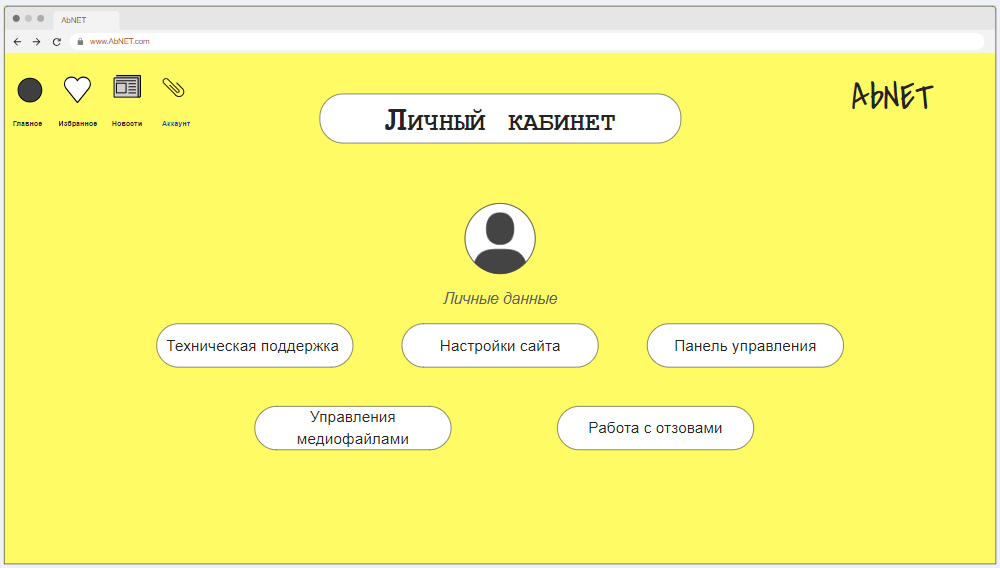 AbNET
www.AbNET.com
Главное
Избранное
Новости
Аккаунт
Личный кабинет
AbNET
Личные данные
Техническая поддержка
Настройки сайта
Панель управления
Управления
медиофайлами
Работа с отзовами